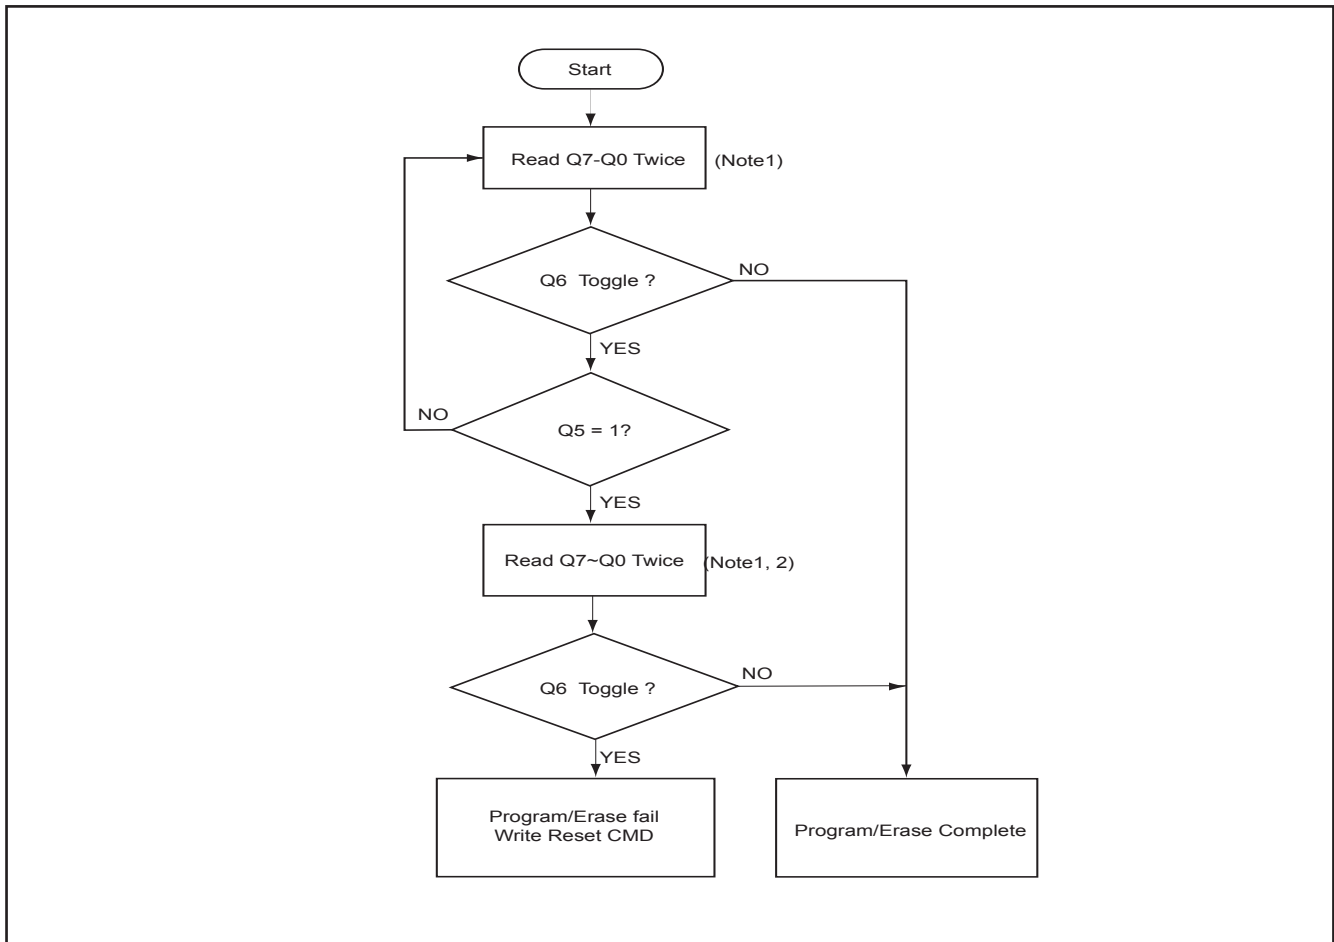 Start
Read Q7-Q0 Twice
(Note1)
Q6 Toggle ?
NO
YES
NO
Q5 = 1?
YES
Read Q7~Q0 Twice
(Note1, 2)
NO
Q6 Toggle ?
YES
Program/Erase fail
Write Reset CMD
Program/Erase Complete